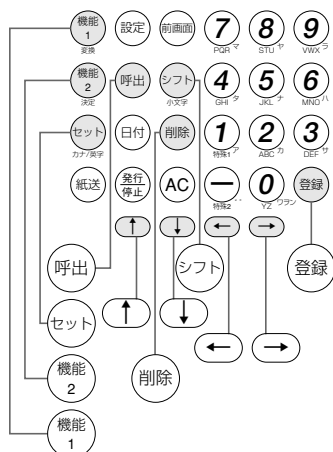 機能 1 設定 前画面 7 8 9
変換 PQR マ STU ヤ VWX ラ
機能 2 呼出 シフト 4 5 6
決定 小文字 GHI タ JKL ナ MNO ハ
セット 日付 削除 1 2 3
カナ/英字 特殊1 ア ABC カ DEF サ
紙送 発行 停止 AC ー 0 登録
特殊2 YZ ワラン
↑ ↓ ← →
呼出 シフト 登録
セット ↑ ↓
← →
機能 2 削除
機能 1